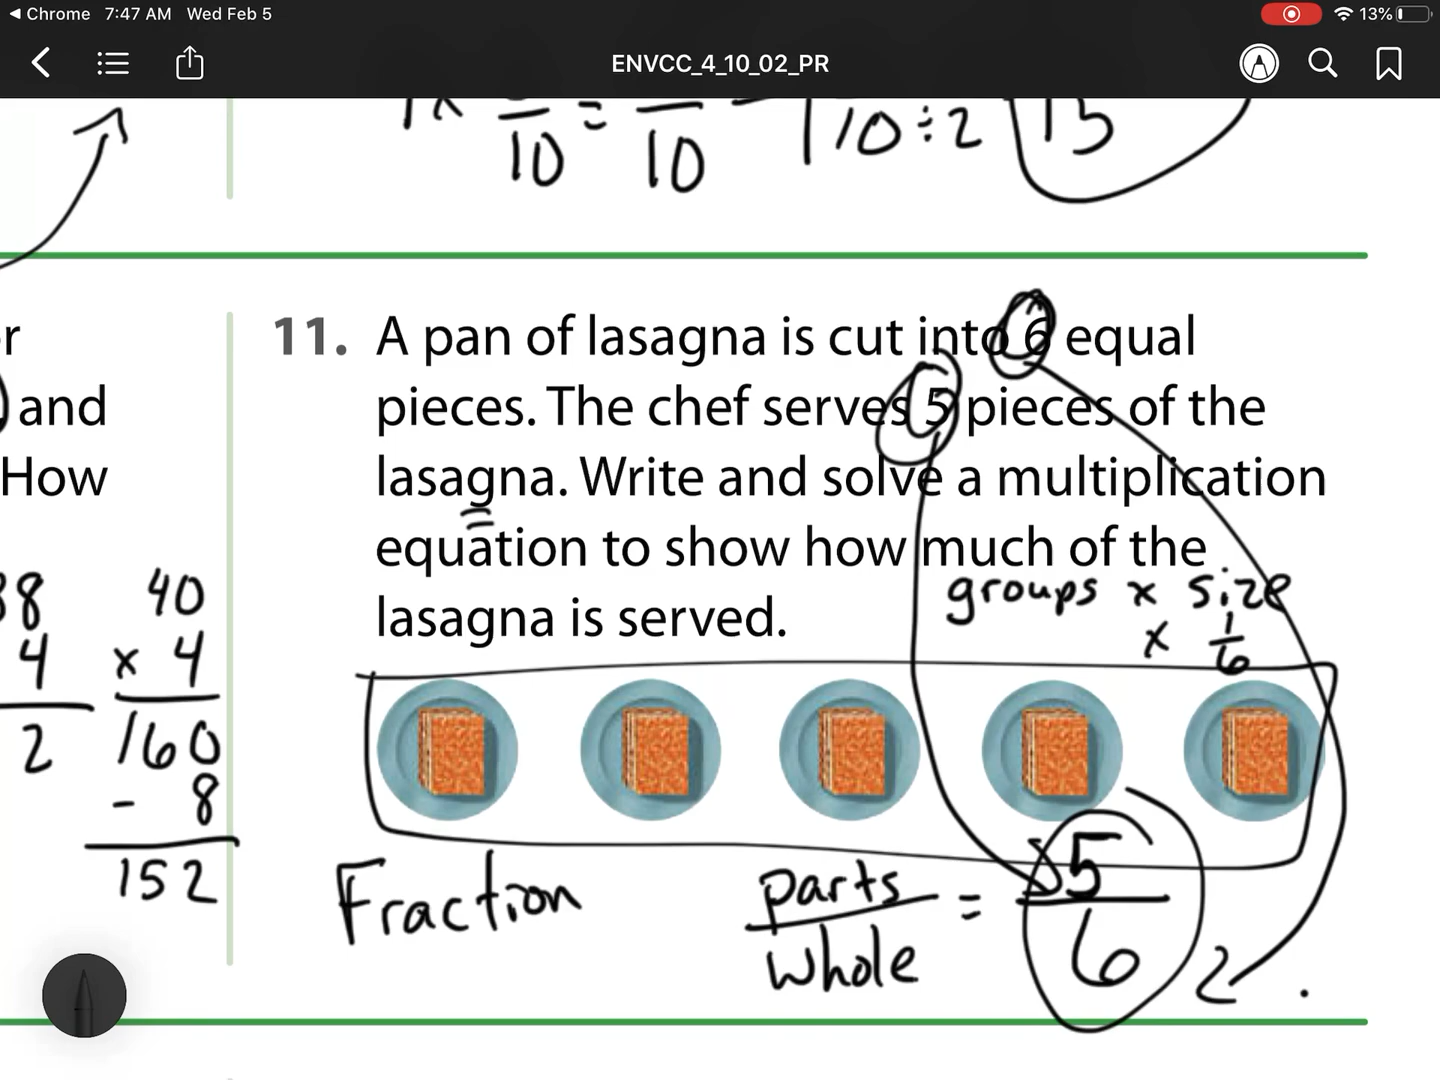 Chrome 7:47 AM Wed Feb 5 13%
ENVCC_4_10_02_PR
10 = 10 10 ÷ 2 15
11. A pan of lasagna is cut into 6 equal
r
pieces. The chef serves 5 pieces of the
and
lasagna. Write and solve a multiplication
How
equation to show how much of the
groups x size
lasagna is served.
x 1/6
38 40
4 x 4
2 160
- 8
152
Fraction
parts/whole = 5/6